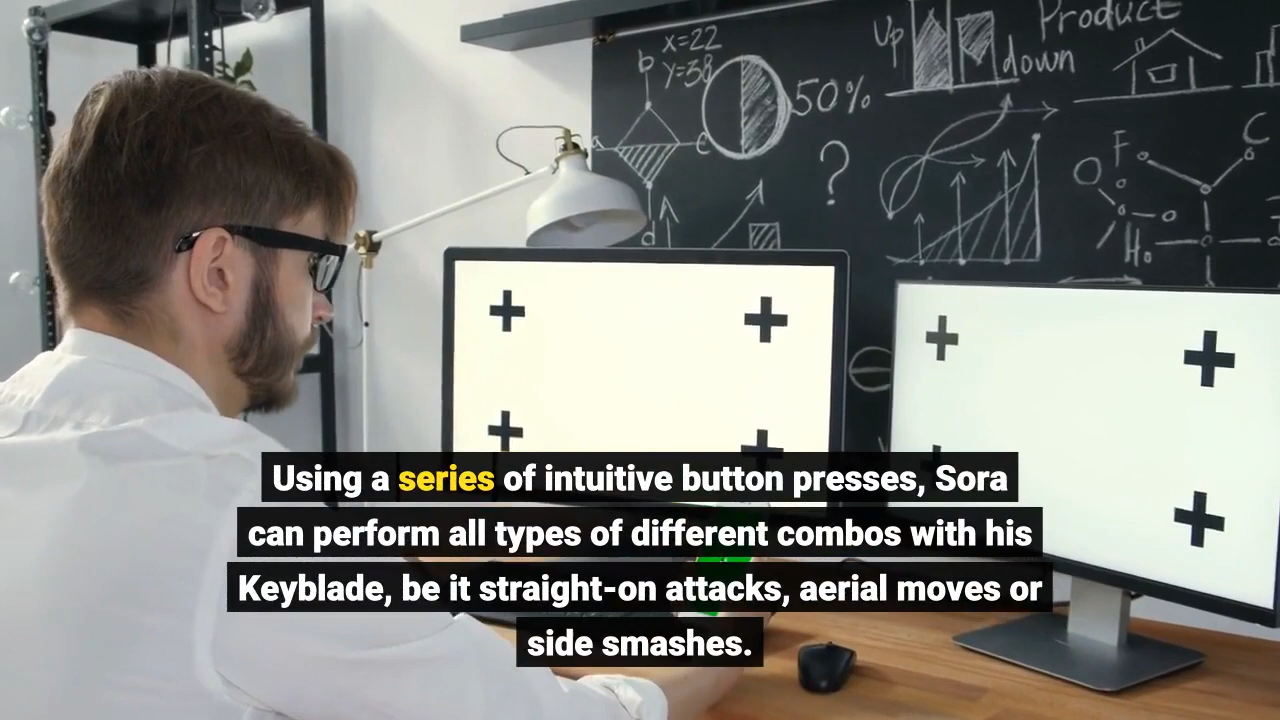 Product
Up
down
x=22
y=38
b
50%
a
c
?
d
F
C
O
H
Using a series of intuitive button presses, Sora
can perform all types of different combos with his
Keyblade, be it straight-on attacks, aerial moves or
side smashes.